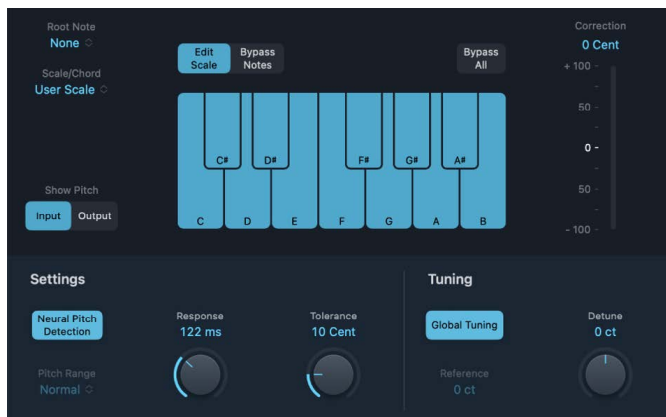 Root Note
None
Scale/Chord
User Scale
Edit
Scale
Bypass
Notes
Bypass
All
Correction
0 Cent
+ 100 -
50 -
0 -
50 -
- 100 -
C# D# F# G# A#
C D E F G A B
Show Pitch
Input Output
Settings
Neural Pitch
Detection
Pitch Range
Normal
Response
122 ms
Tolerance
10 Cent
Tuning
Global Tuning
Reference
0 ct
Detune
0 ct